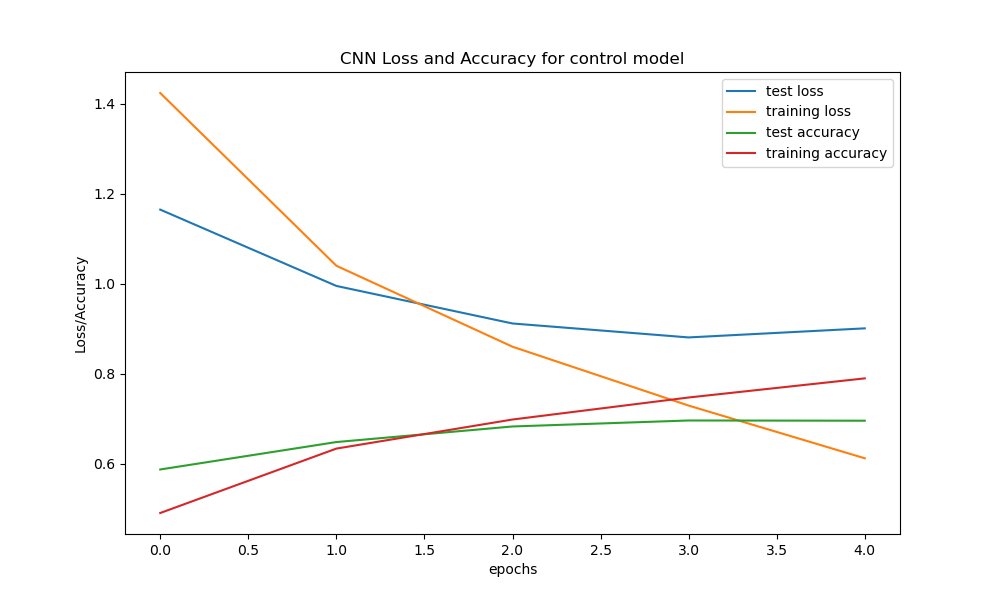 CNN Loss and Accuracy for control model
test loss
training loss
test accuracy
training accuracy
Loss/Accuracy
1.4
1.2
1.0
0.8
0.6
0.0 0.5 1.0 1.5 2.0 2.5 3.0 3.5 4.0
epochs